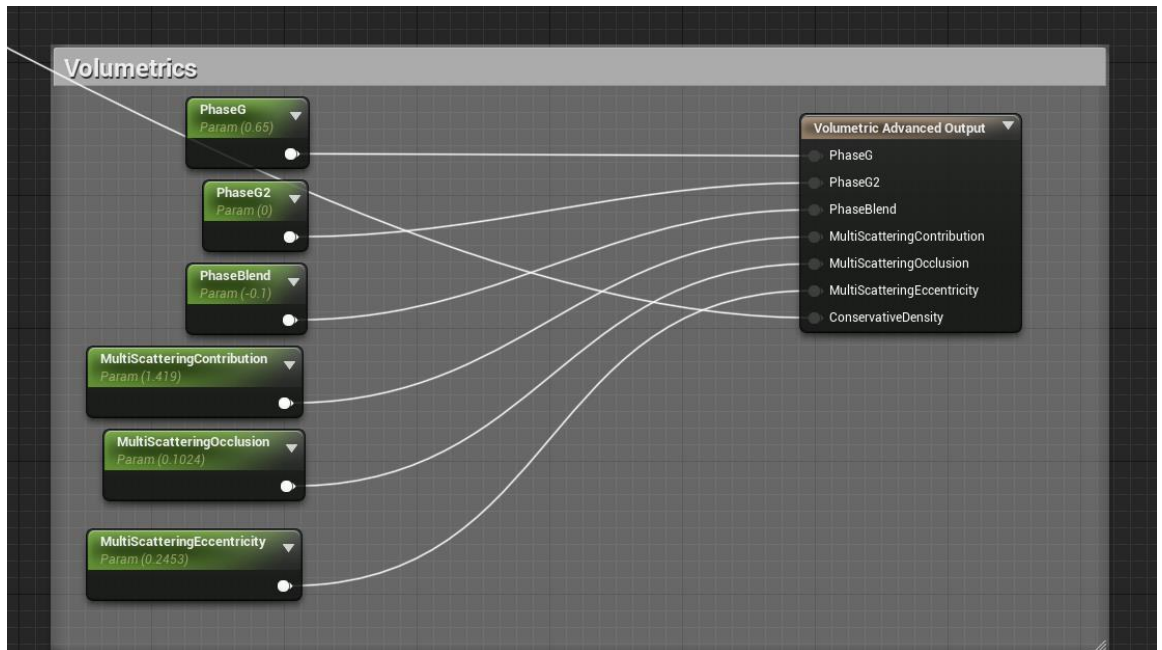 Volumetrics
PhaseG
Param (0.65)
PhaseG2
Param (0)
PhaseBlend
Param (-0.1)
MultiScatteringContribution
Param (1.419)
MultiScatteringOcclusion
Param (0.1024)
MultiScatteringEccentricity
Param (0.2453)
Volumetric Advanced Output
PhaseG
PhaseG2
PhaseBlend
MultiScatteringContribution
MultiScatteringOcclusion
MultiScatteringEccentricity
ConservativeDensity